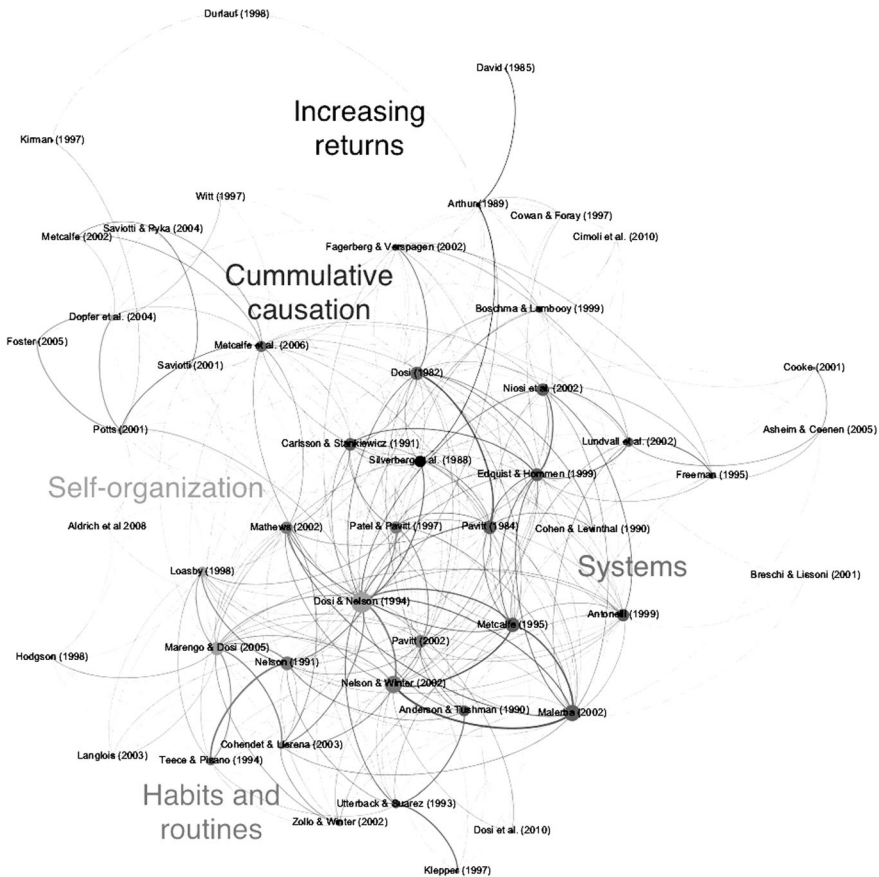 Durlauf (1998)
David (1985)
Increasing
returns
Kirman (1997)
Witt (1997)
Arthur (1989)
Cowan & Foray (1997)
Saviotti & Pyka (2004)
Metcalfe (2002)
Cimoli et al. (2010)
Fagerberg & Verspagen (2002)
Cummulative
causation
Boschma & Lambooy (1999)
Dopfer et al. (2004)
Foster (2005)
Metcalfe et al. (2006)
Saviotti (2001)
Dosi (1982)
Cooke (2001)
Niosi et al. (2002)
Potts (2001)
Asheim & Coenen (2005)
Carlsson & Stankiewicz (1991)
Lundvall et al. (2002)
Silverberg et al. (1988)
Edquist & Hommen (1999)
Freeman (1995)
Self-organization
Aldrich et al 2008
Mathews (2002)
Patel & Pavitt (1997)
Pavitt (1984)
Cohen & Levinthal (1990)
Systems
Loasby (1998)
Breschi & Lissoni (2001)
Dosi & Nelson (1994)
Antonelli (1999)
Metcalfe (1995)
Pavitt (2002)
Marengo & Dosi (2005)
Hodgson (1998)
Nelson (1991)
Nelson & Winter (2002)
Anderson & Tushman (1990)
Malerba (2002)
Cohendet & Llerena (2003)
Langlois (2003)
Teece & Pisano (1994)
Habits and
routines
Utterback & Suarez (1993)
Zollo & Winter (2002)
Dosi et al. (2010)
Klepper (1997)